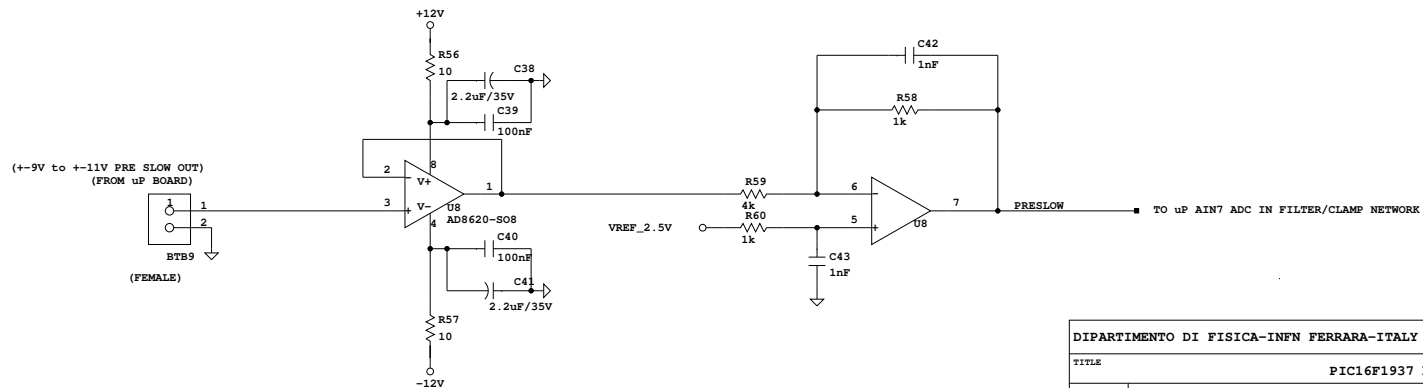 +12V
R56
10
C38
2.2uF/35V
C39
100nF
(+-9V to +-11V PRE SLOW OUT)
(FROM uP BOARD)
1
1
2
BTB9
(FEMALE)
2
3
8
V+
V-
4
1
U8
AD8620-SO8
C40
100nF
C41
2.2uF/35V
R57
10
-12V
C42
1nF
R58
1k
R59
4k
R60
1k
VREF_2.5V
6
5
7
U8
C43
1nF
PRESLOW
TO uP AIN7 ADC IN FILTER/CLAMP NETWORK
DIPARTIMENTO DI FISICA-INFN FERRARA-ITALY
TITLE
PIC16F1937